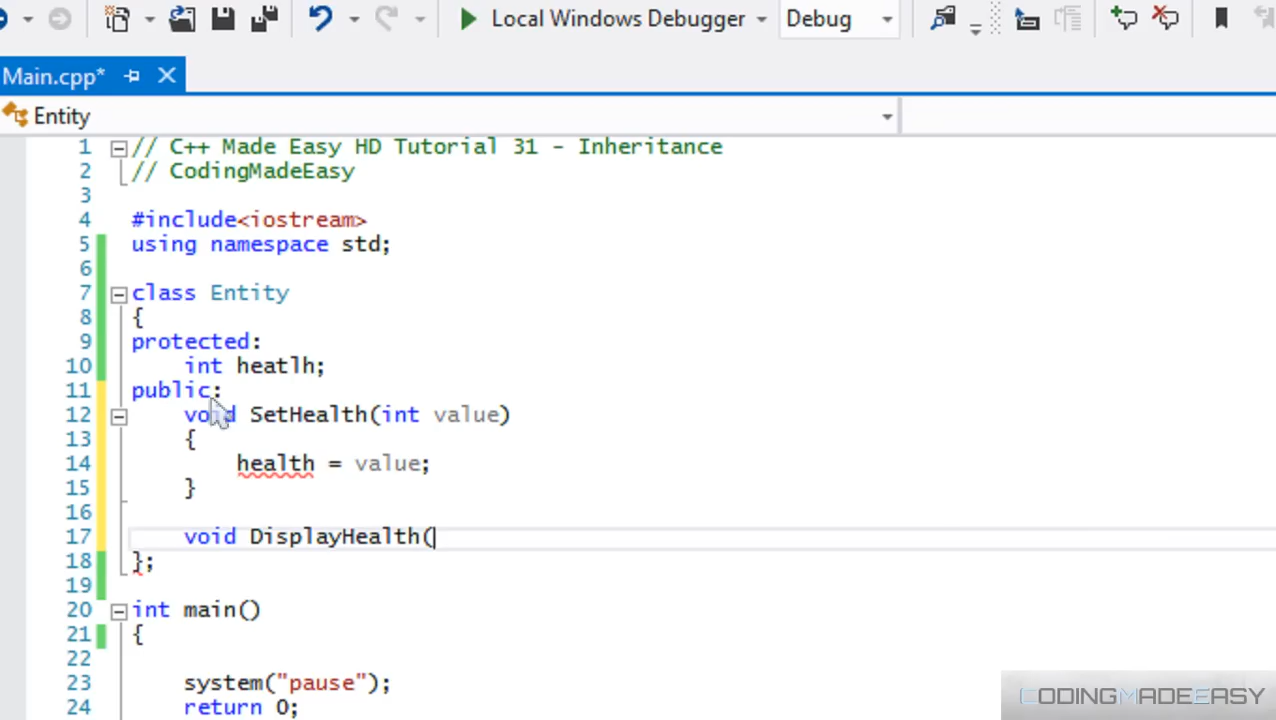 Local Windows Debugger Debug
Main.cpp*
Entity
1 // C++ Made Easy HD Tutorial 31 - Inheritance
2 // CodingMadeEasy
3
4 #include<iostream>
5 using namespace std;
6
7 class Entity
8 {
9 protected:
10 int heatlh;
11 public:
12 void SetHealth(int value)
13 {
14 health = value;
15 }
16
17 void DisplayHealth(
18 };
19
20 int main()
21 {
22
23 system("pause");
24 return 0;
CODINGMADEEASY